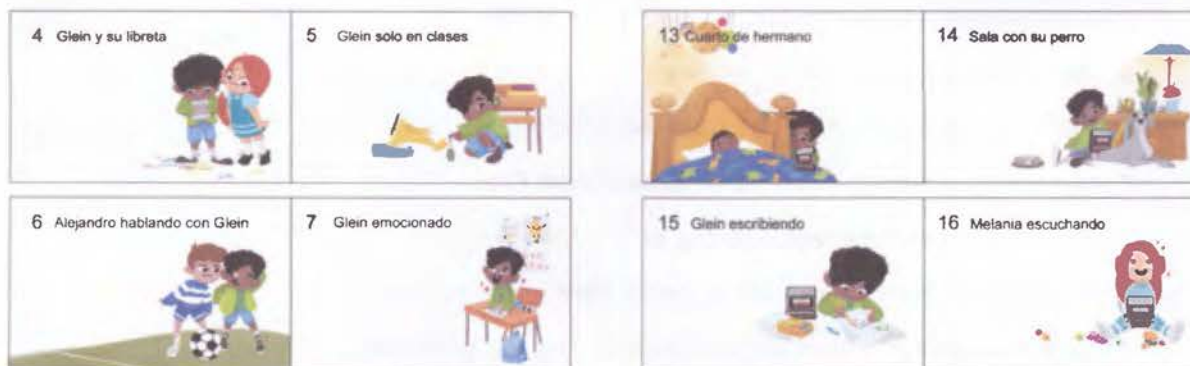 4 Glein y su libreta
5 Glein solo en clases
13 Cuarto de hermano
14 Sala con su perro
6 Alejandro hablando con Glein
7 Glein emocionado
15 Glein escribiendo
16 Melania escuchando